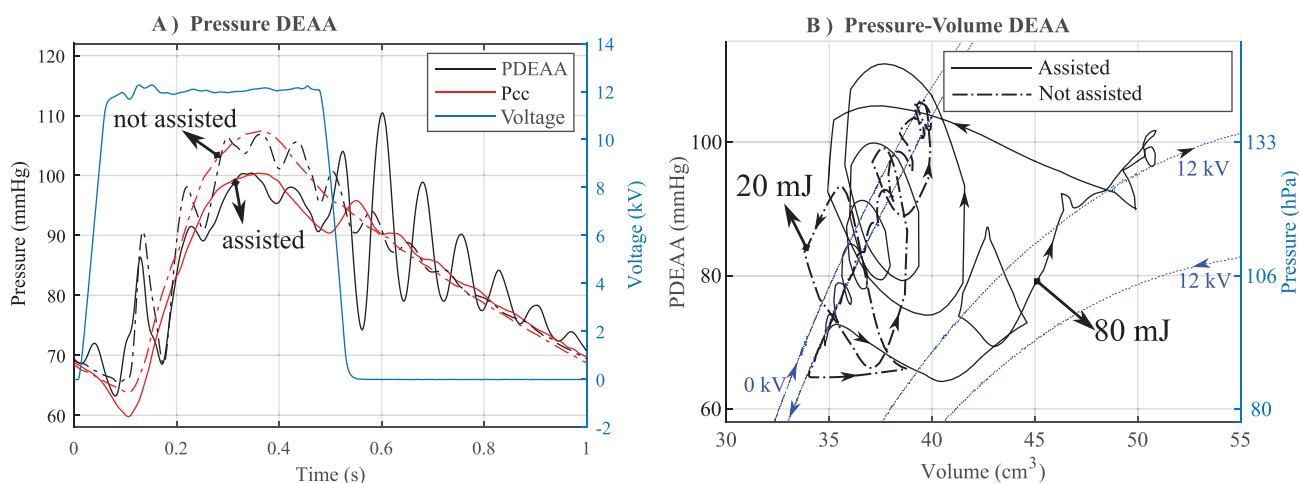 A )  Pressure DEAA
120
110
100
90
80
70
60
Pressure (mmHg)
0
0.2
0.4
0.6
0.8
1
Time (s)
14
12
10
8
6
4
2
0
-2
Voltage (kV)
PDEAA
Pcc
Voltage
not assisted
assisted
B )  Pressure-Volume DEAA
100
80
60
PDEAA (mmHg)
30
35
40
45
50
55
Volume (cm³)
133
106
80
Pressure (hPa)
Assisted
Not assisted
20 mJ
80 mJ
0 kV
12 kV
12 kV